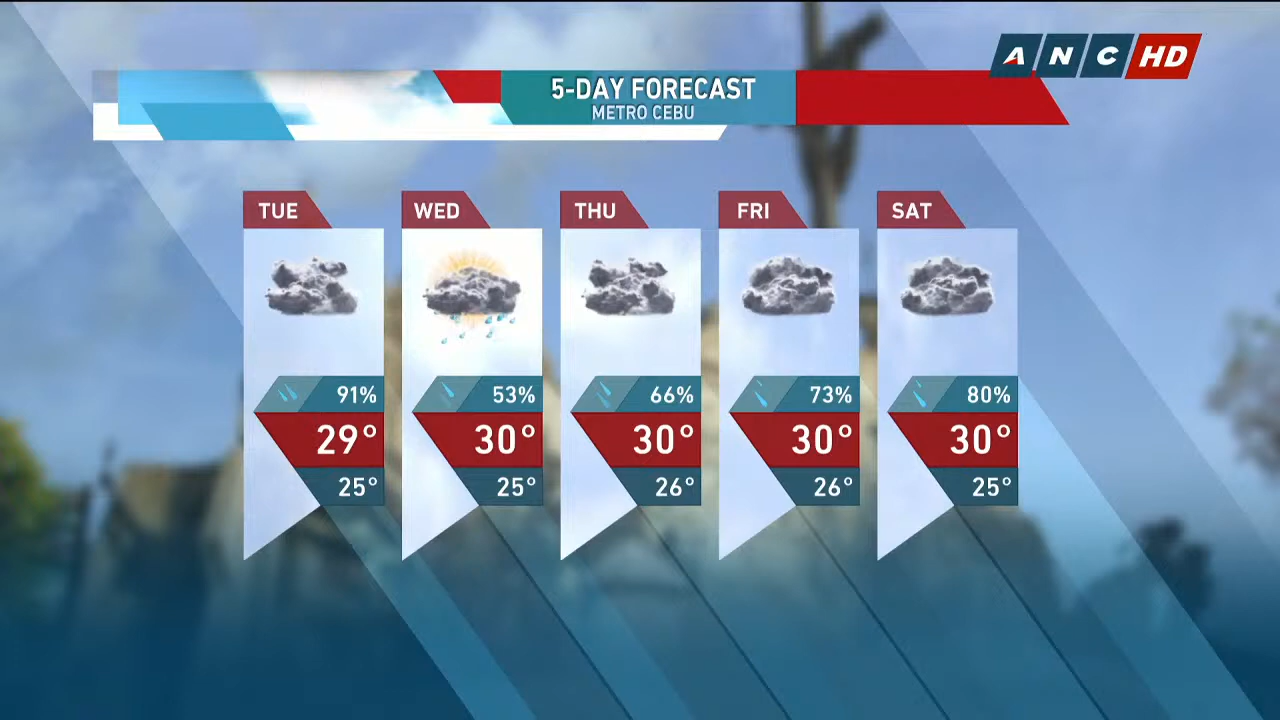 ANC HD
5-DAY FORECAST
METRO CEBU
TUE
91%
29°
25°
WED
53%
30°
25°
THU
66%
30°
26°
FRI
73%
30°
26°
SAT
80%
30°
25°